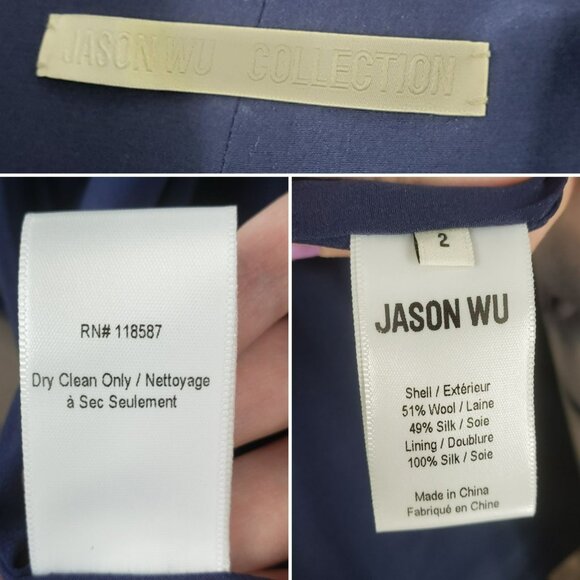 JASON WU COLLECTION
RN# 118587
Dry Clean Only / Nettoyage
à Sec Seulement
2
JASON WU
Shell / Extérieur
51% Wool / Laine
49% Silk / Soie
Lining / Doublure
100% Silk / Soie
Made in China
Fabriqué en Chine